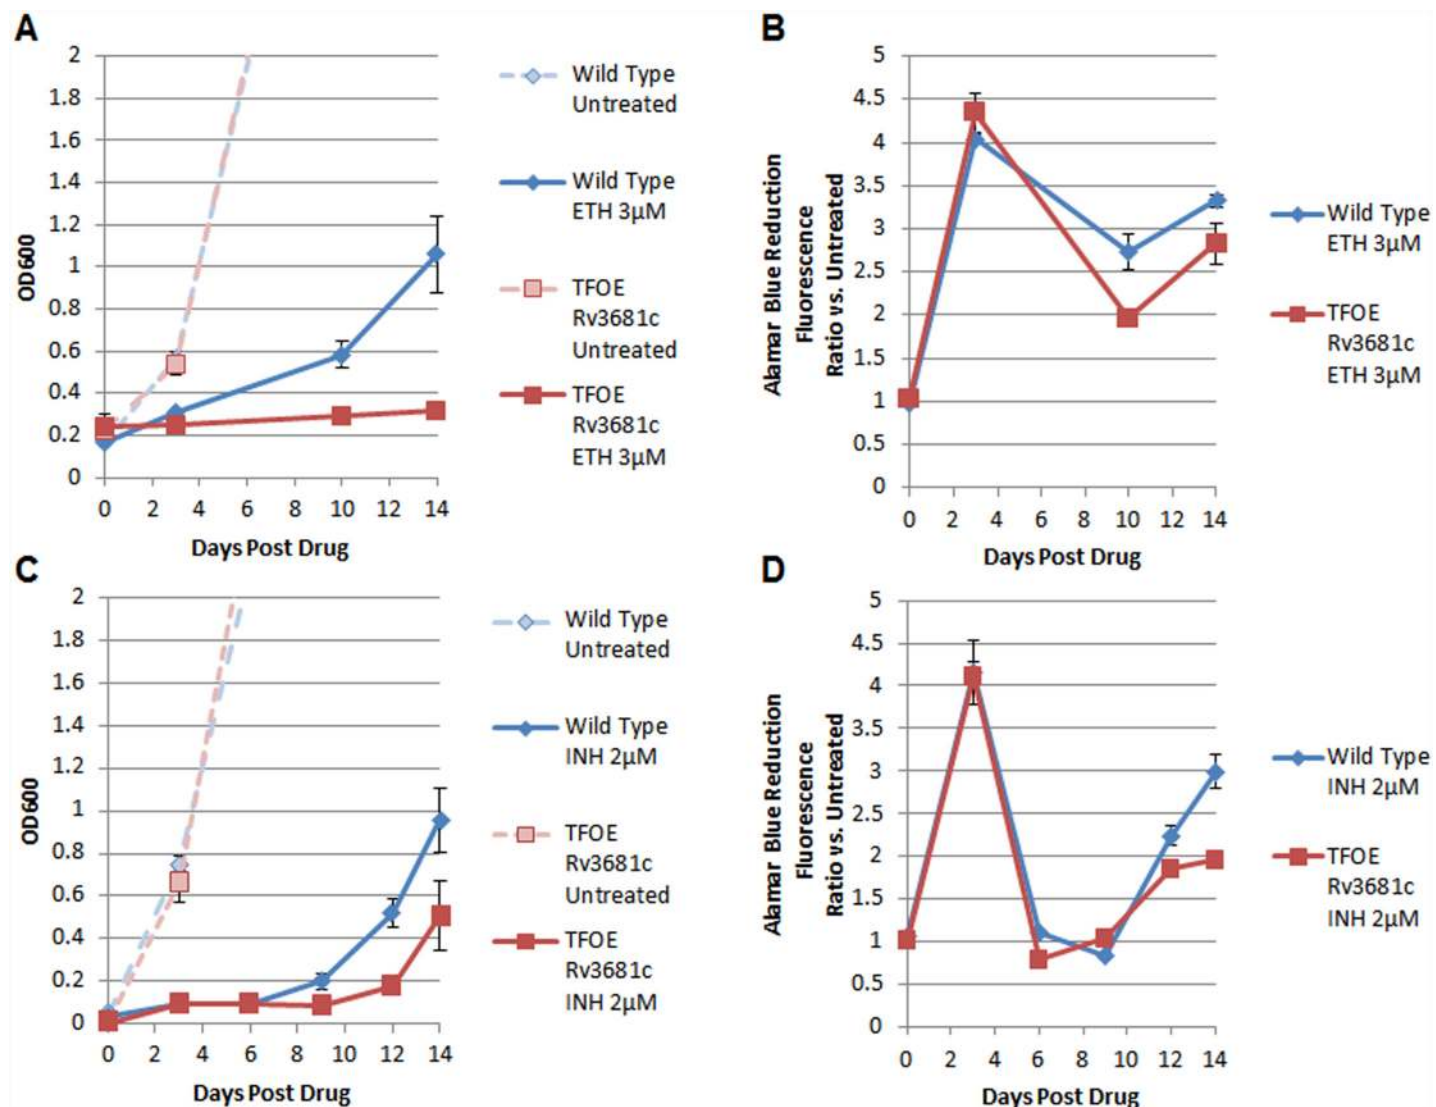 A
2
1.8
1.6
1.4
1.2
1
0.8
0.6
0.4
0.2
0
OD600
0 2 4 6 8 10 12 14
Days Post Drug
Wild Type
Untreated
Wild Type
ETH 3µM
TFOE
Rv3681c
Untreated
TFOE
Rv3681c
ETH 3µM
B
5
4.5
4
3.5
3
2.5
2
1.5
1
0.5
0
Alamar Blue Reduction
Fluorescence
Ratio vs. Untreated
0 2 4 6 8 10 12 14
Days Post Drug
Wild Type
ETH 3µM
TFOE
Rv3681c
ETH 3µM
C
2
1.8
1.6
1.4
1.2
1
0.8
0.6
0.4
0.2
0
OD600
0 2 4 6 8 10 12 14
Days Post Drug
Wild Type
Untreated
Wild Type
INH 2µM
TFOE
Rv3681c
Untreated
TFOE
Rv3681c
INH 2µM
D
5
4.5
4
3.5
3
2.5
2
1.5
1
0.5
0
Alamar Blue Reduction
Fluorescence
Ratio vs. Untreated
0 2 4 6 8 10 12 14
Days Post Drug
Wild Type
INH 2µM
TFOE
Rv3681c
INH 2µM